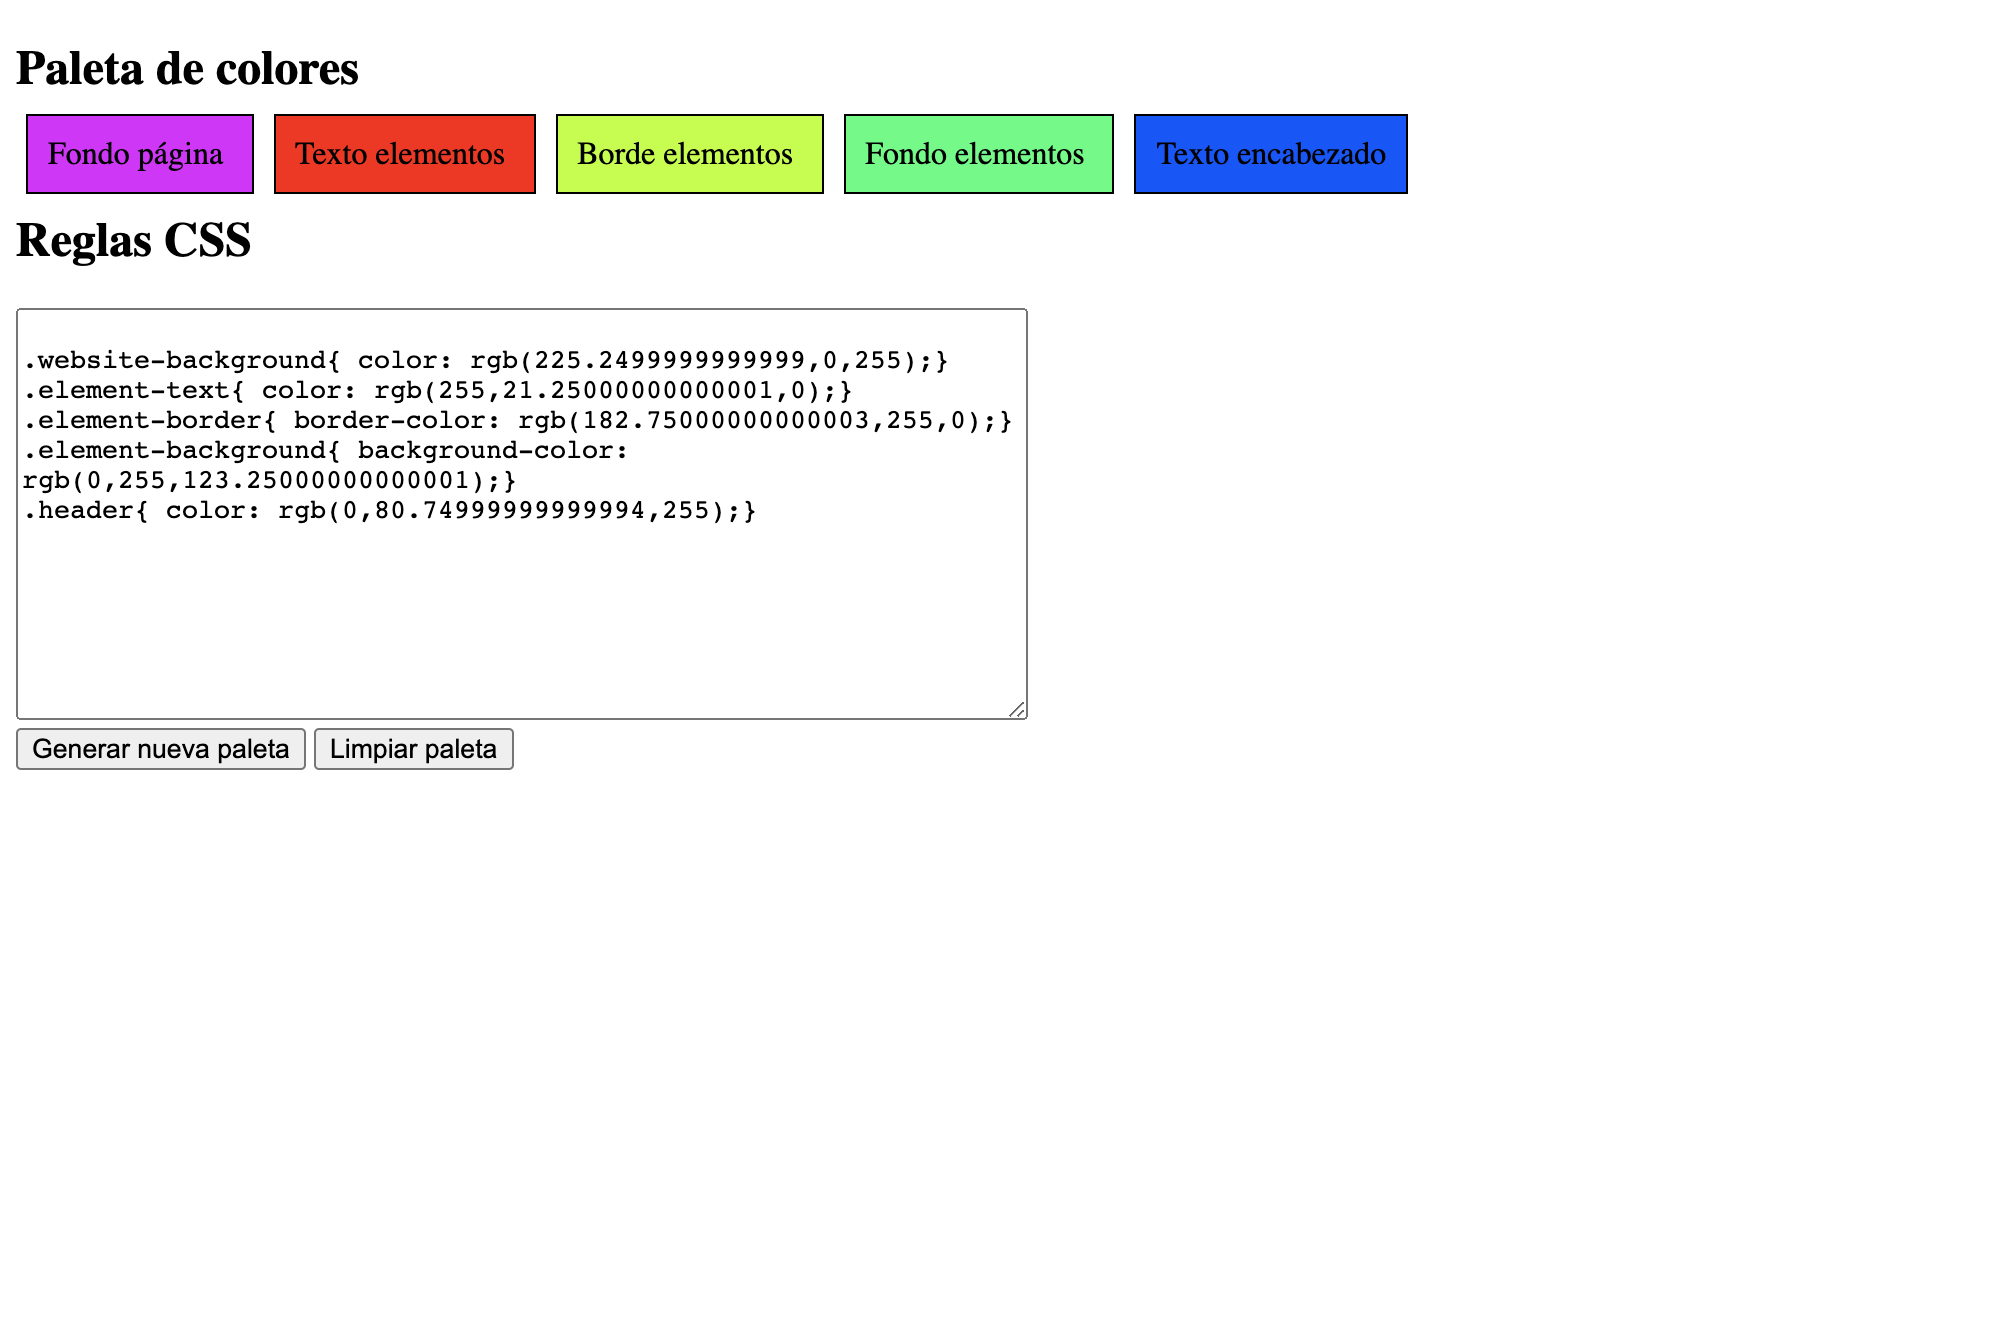 Paleta de colores
Fondo página Texto elementos Borde elementos Fondo elementos Texto encabezado
Reglas CSS
.website-background{ color: rgb(225.2499999999999,0,255);}
.element-text{ color: rgb(255,21.25000000000001,0);}
.element-border{ border-color: rgb(182.75000000000003,255,0);}
.element-background{ background-color:
rgb(0,255,123.25000000000001);}
.header{ color: rgb(0,80.74999999999994,255);}
Generar nueva paleta Limpiar paleta